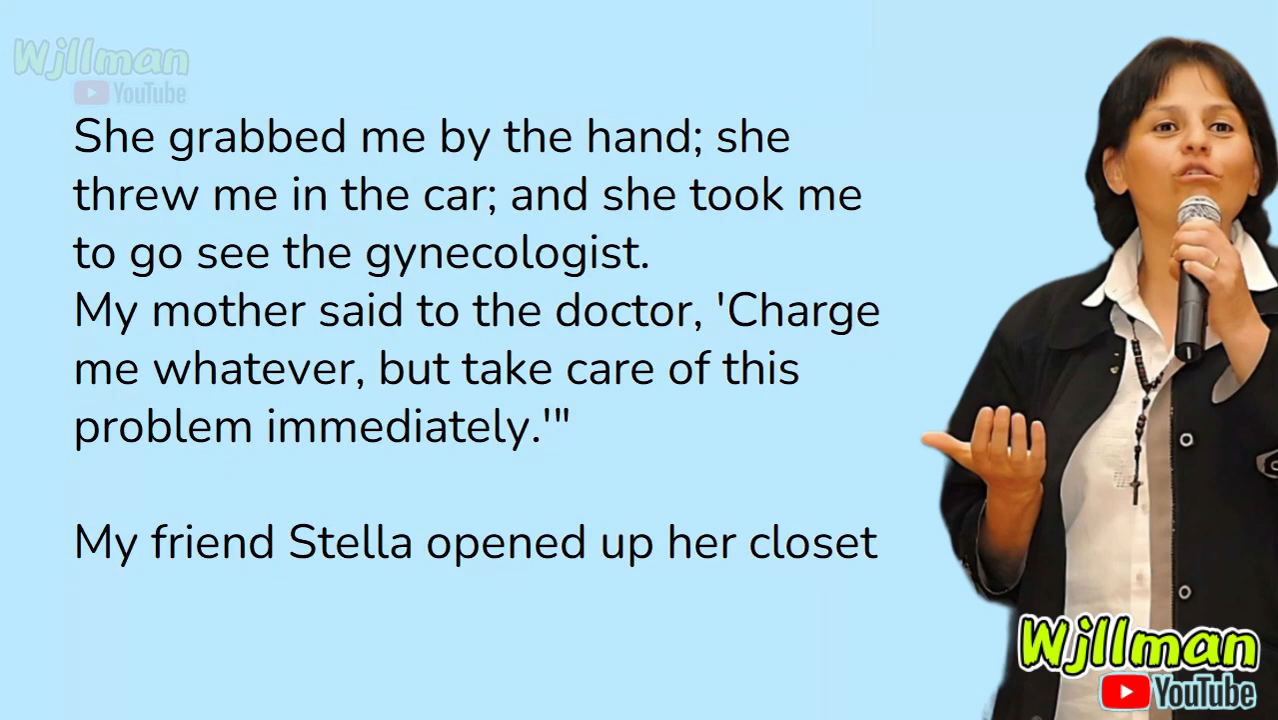 Wjllman
YouTube
She grabbed me by the hand; she
threw me in the car; and she took me
to go see the gynecologist.
My mother said to the doctor, 'Charge
me whatever, but take care of this
problem immediately.'"
My friend Stella opened up her closet
Wjllman
YouTube